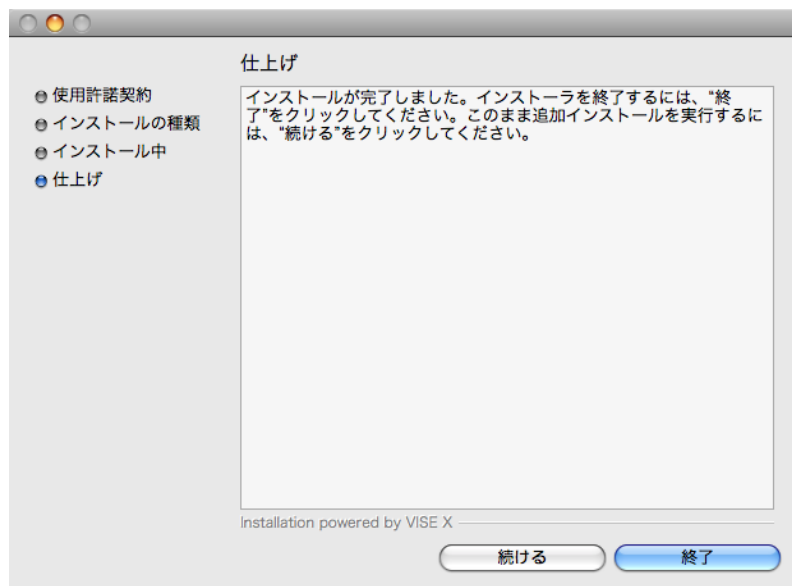 仕上げ
使用許諾契約
インストールの種類
インストール中
仕上げ
インストールが完了しました。インストーラを終了するには、“終
了”をクリックしてください。このまま追加インストールを実行するに
は、“続ける”をクリックしてください。
Installation powered by VISE X
続ける
終了